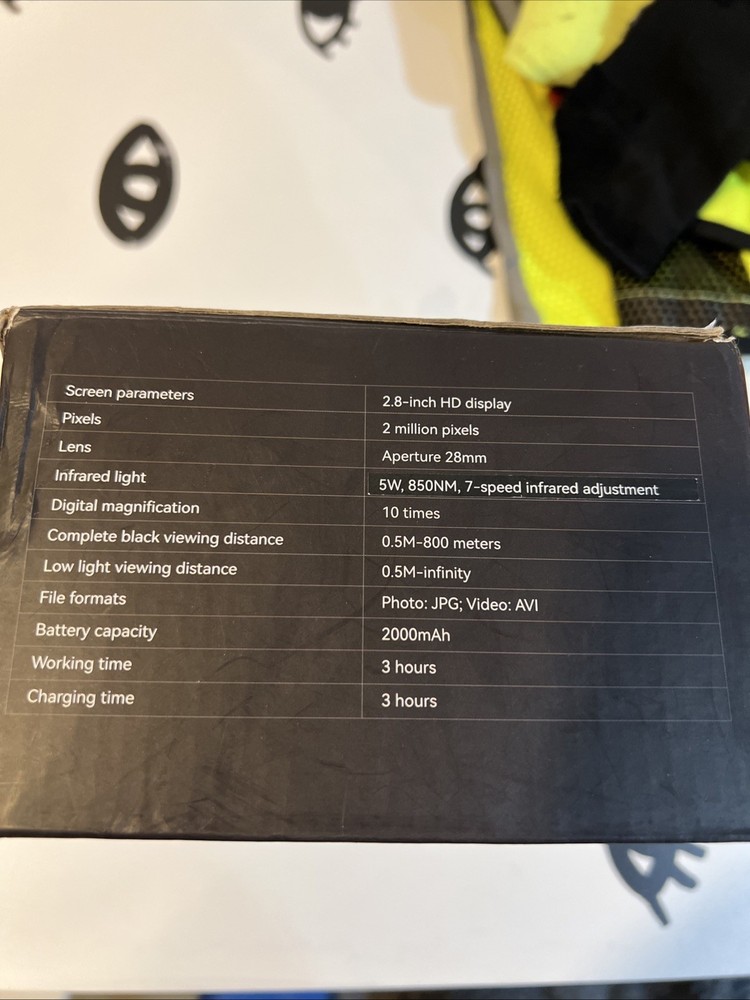 Screen parameters 2.8-inch HD display
Pixels 2 million pixels
Lens Aperture 28mm
Infrared light 5W, 850NM, 7-speed infrared adjustment
Digital magnification 10 times
Complete black viewing distance 0.5M-800 meters
Low light viewing distance 0.5M-infinity
File formats Photo: JPG; Video: AVI
Battery capacity 2000mAh
Working time 3 hours
Charging time 3 hours